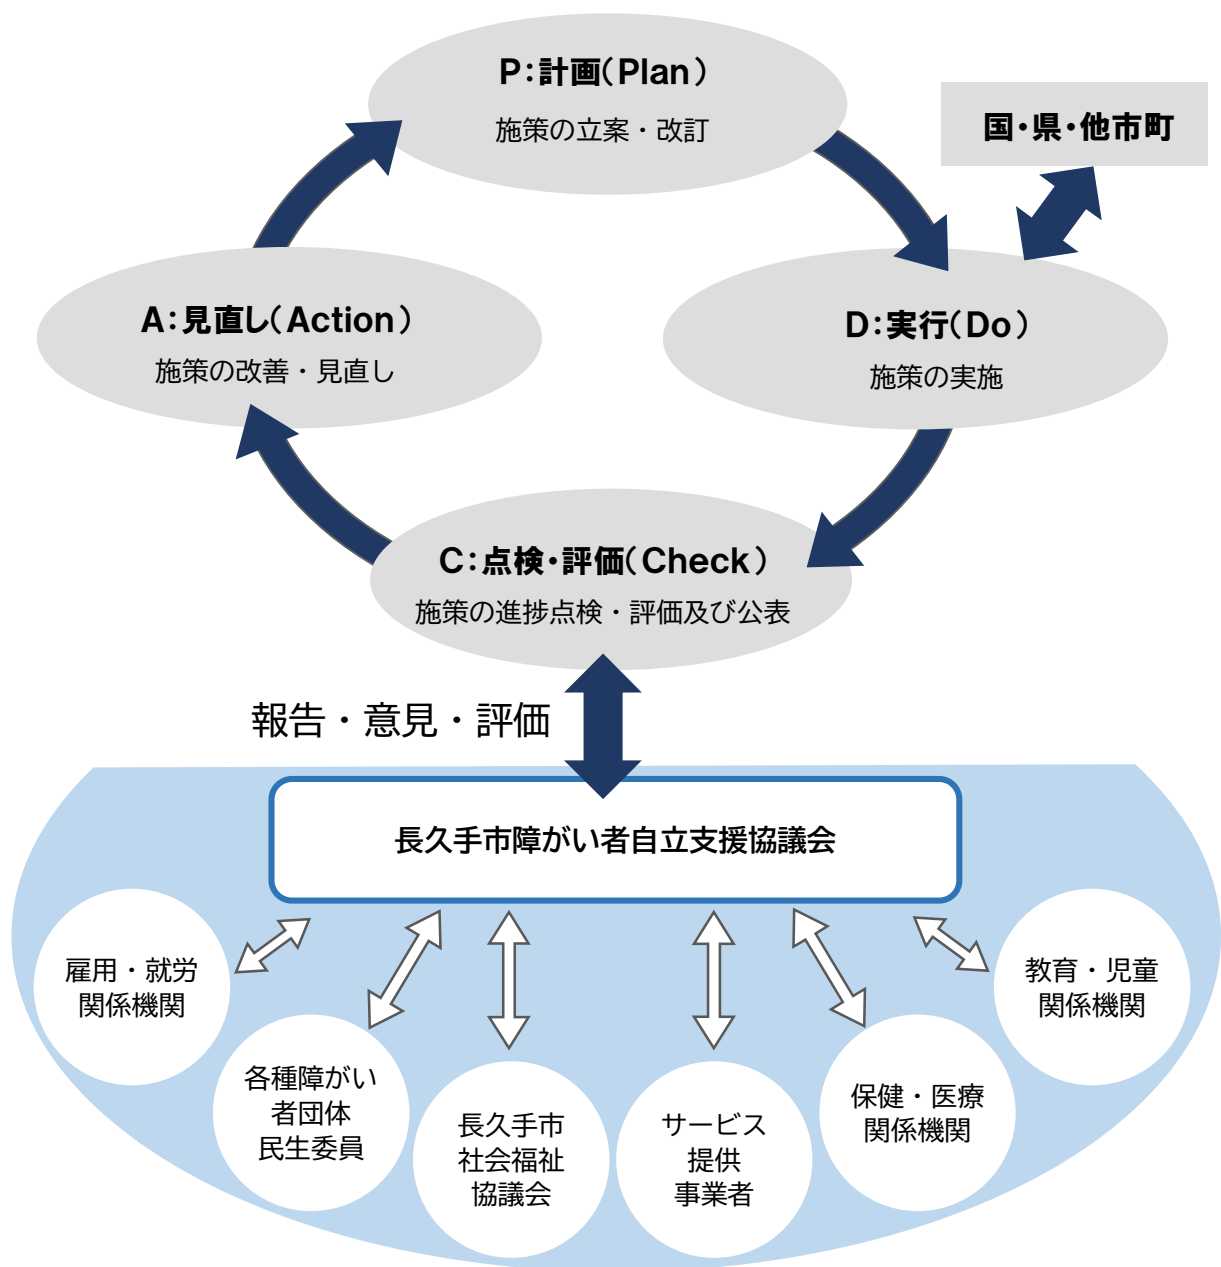 P：計画（Plan）
施策の立案・改訂
国・県・他市町
A：見直し（Action）
施策の改善・見直し
D：実行（Do）
施策の実施
C：点検・評価（Check）
施策の進捗点検・評価及び公表
報告・意見・評価
長久手市障がい者自立支援協議会
雇用・就労
関係機関
各種障がい
者団体
民生委員
長久手市
社会福祉
協議会
サービス
提供
事業者
保健・医療
関係機関
教育・児童
関係機関